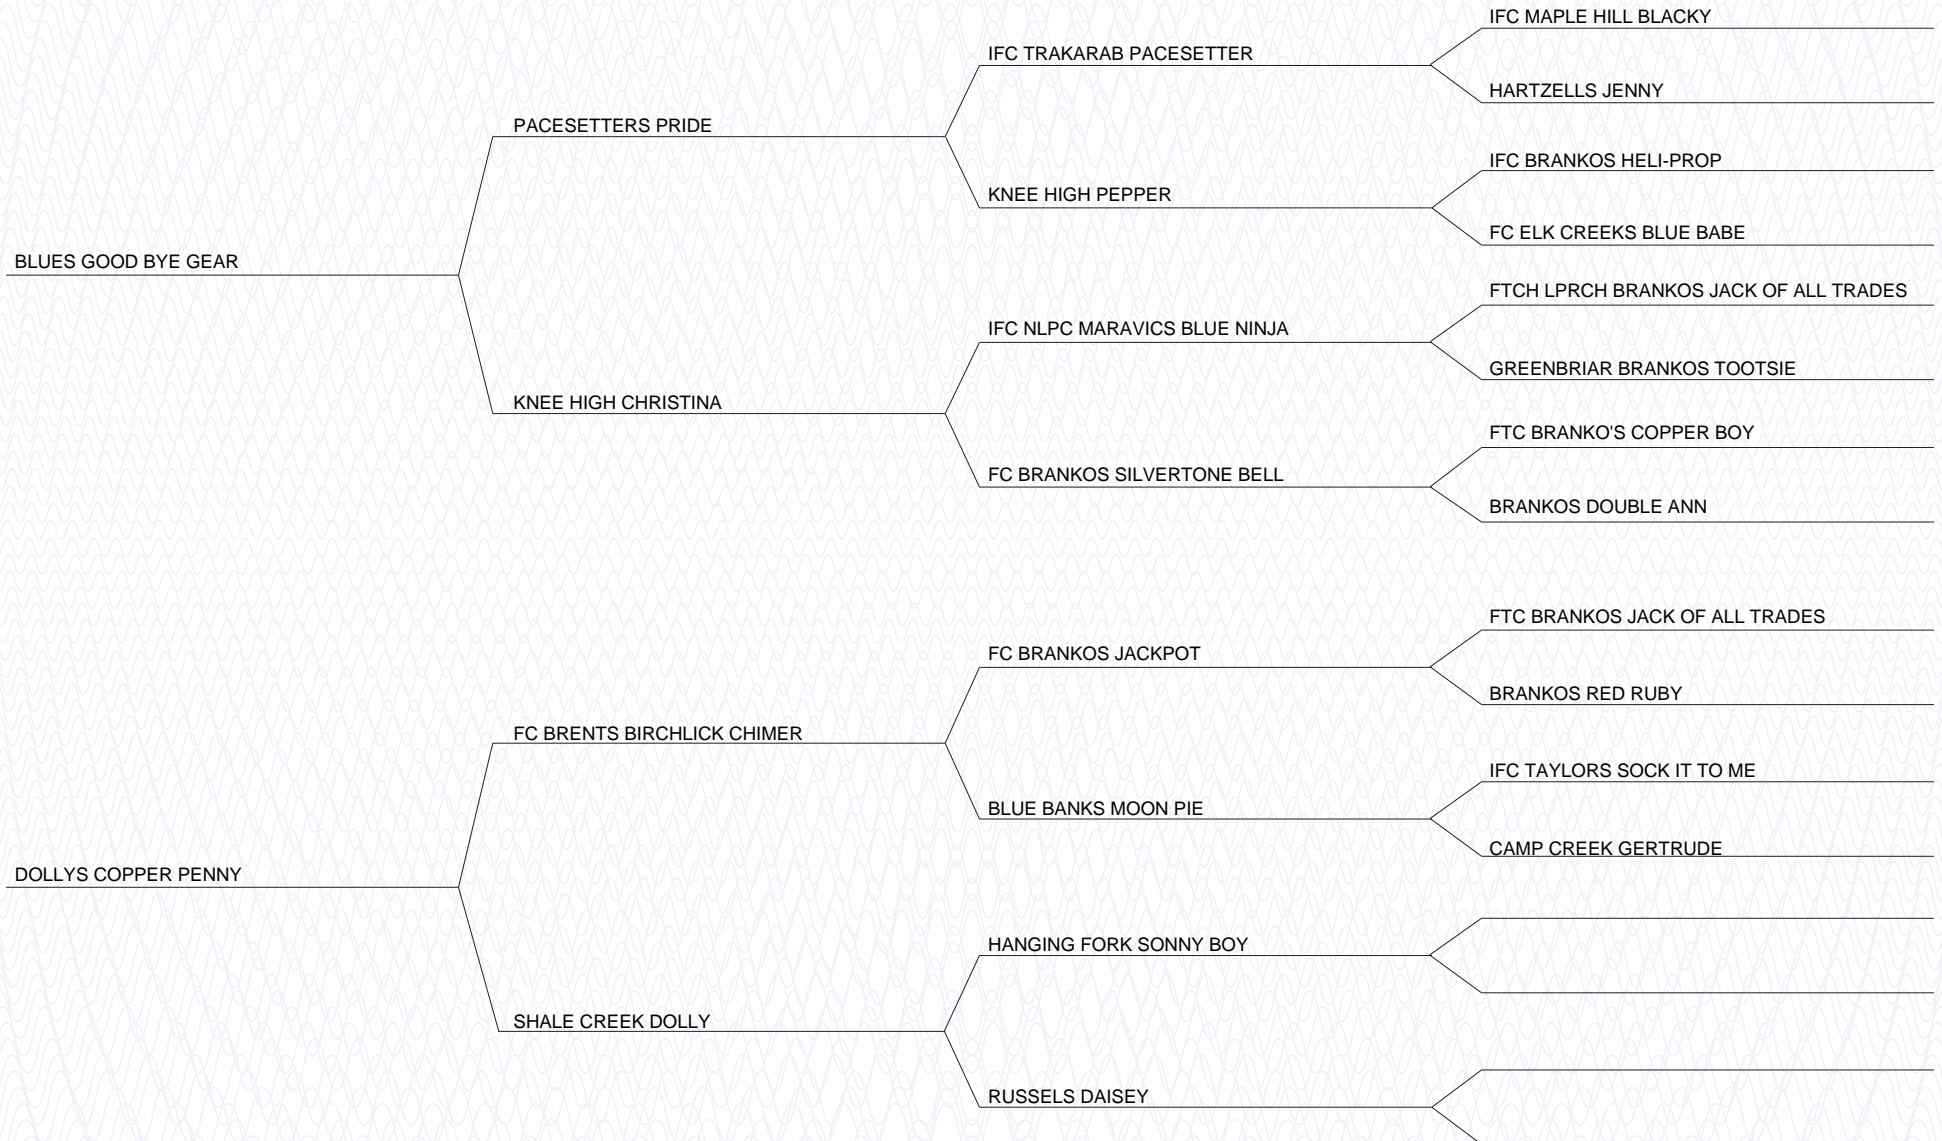 IFC MAPLE HILL BLACKY
IFC TRAKARAB PACESETTER
HARTZELLS JENNY
PACESETTERS PRIDE
IFC BRANKOS HELI-PROP
KNEE HIGH PEPPER
FC ELK CREEKS BLUE BABE
BLUES GOOD BYE GEAR
FTCH LPRCH BRANKOS JACK OF ALL TRADES
IFC NLPC MARAVICS BLUE NINJA
GREENBRIAR BRANKOS TOOTSIE
KNEE HIGH CHRISTINA
FTC BRANKO'S COPPER BOY
FC BRANKOS SILVERTONE BELL
BRANKOS DOUBLE ANN
FTC BRANKOS JACK OF ALL TRADES
FC BRANKOS JACKPOT
BRANKOS RED RUBY
FC BRENTS BIRCHLICK CHIMER
IFC TAYLORS SOCK IT TO ME
BLUE BANKS MOON PIE
CAMP CREEK GERTRUDE
DOLLYS COPPER PENNY
HANGING FORK SONNY BOY
SHALE CREEK DOLLY
RUSSELS DAISEY